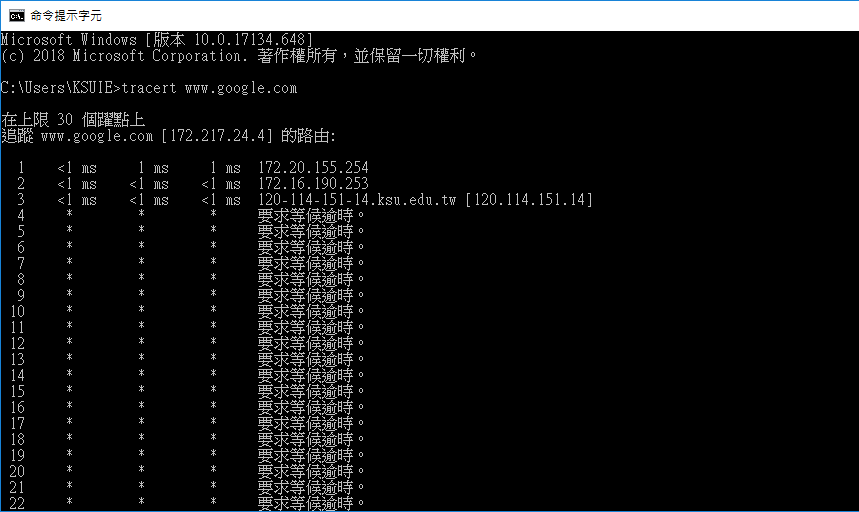 命令提示字元
Microsoft Windows [版本 10.0.17134.648]
(c) 2018 Microsoft Corporation. 著作權所有，並保留一切權利。
C:\Users\KSUIE>tracert www.google.com
在上限 30 個躍點上
追蹤 www.google.com [172.217.24.4] 的路由:
1 <1 ms 1 ms 1 ms 172.20.155.254
2 <1 ms <1 ms <1 ms 172.16.190.253
3 <1 ms <1 ms <1 ms 120-114-151-14.ksu.edu.tw [120.114.151.14]
4 * * * 要求等候逾時。
5 * * * 要求等候逾時。
6 * * * 要求等候逾時。
7 * * * 要求等候逾時。
8 * * * 要求等候逾時。
9 * * * 要求等候逾時。
10 * * * 要求等候逾時。
11 * * * 要求等候逾時。
12 * * * 要求等候逾時。
13 * * * 要求等候逾時。
14 * * * 要求等候逾時。
15 * * * 要求等候逾時。
16 * * * 要求等候逾時。
17 * * * 要求等候逾時。
18 * * * 要求等候逾時。
19 * * * 要求等候逾時。
20 * * * 要求等候逾時。
21 * * * 要求等候逾時。
22 * * * 要求等候逾時。